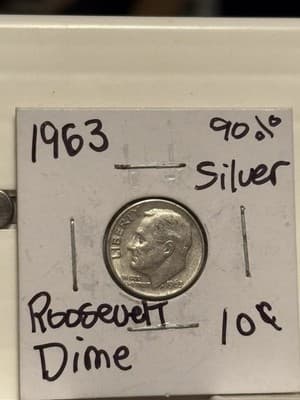 1963
90%
Silver
LIBERTY
Roosevelt
10¢
Dime